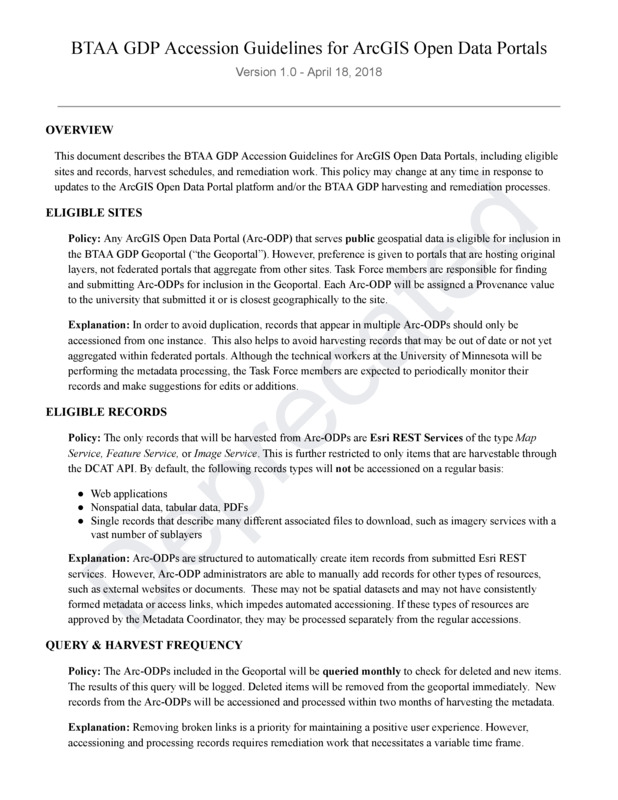 BTAA GDP Accession Guidelines for ArcGIS Open Data Portals
Version 1.0 - April 18, 2018
OVERVIEW
This document describes the BTAA GDP Accession Guidelines for ArcGIS Open Data Portals, including eligible
sites and records, harvest schedules, and remediation work. This policy may change at any time in response to
updates to the ArcGIS Open Data Portal platform and/or the BTAA GDP harvesting and remediation processes.
ELIGIBLE SITES
Policy: Any ArcGIS Open Data Portal (Arc-ODP) that serves public geospatial data is eligible for inclusion in
the BTAA GDP Geoportal (“the Geoportal”). However, preference is given to portals that are hosting original
layers, not federated portals that aggregate from other sites. Task Force members are responsible for finding
and submitting Arc-ODPs for inclusion in the Geoportal. Each Arc-ODP will be assigned a Provenance value
to the university that submitted it or is closest geographically to the site.
Explanation: In order to avoid duplication, records that appear in multiple Arc-ODPs should only be
accessioned from one instance. This also helps to avoid harvesting records that may be out of date or not yet
aggregated within federated portals. Although the technical workers at the University of Minnesota will be
performing the metadata processing, the Task Force members are expected to periodically monitor their
records and make suggestions for edits or additions.
ELIGIBLE RECORDS
Policy: The only records that will be harvested from Arc-ODPs are Esri REST Services of the type Map
Service, Feature Service, or Image Service. This is further restricted to only items that are harvestable through
the DCAT API. By default, the following records types will not be accessioned on a regular basis:
● Web applications
● Nonspatial data, tabular data, PDFs
● Single records that describe many different associated files to download, such as imagery services with a
vast number of sublayers
Explanation: Arc-ODPs are structured to automatically create item records from submitted Esri REST
services. However, Arc-ODP administrators are able to manually add records for other types of resources,
such as external websites or documents. These may not be spatial datasets and may not have consistently
formed metadata or access links, which impedes automated accessioning. If these types of resources are
approved by the Metadata Coordinator, they may be processed separately from the regular accessions.
QUERY & HARVEST FREQUENCY
Policy: The Arc-ODPs included in the Geoportal will be queried monthly to check for deleted and new items.
The results of this query will be logged. Deleted items will be removed from the geoportal immediately. New
records from the Arc-ODPs will be accessioned and processed within two months of harvesting the metadata.
Explanation: Removing broken links is a priority for maintaining a positive user experience. However,
accessioning and processing records requires remediation work that necessitates a variable time frame.
Deprecated